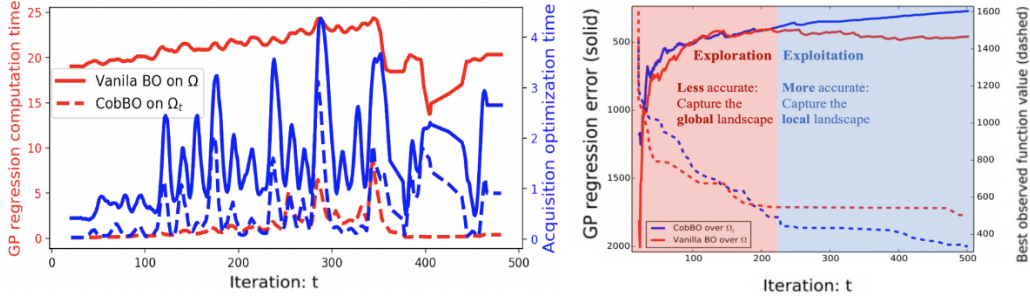 GP regression computation time
25
20
15
10
5
0
Vanila BO on Ω
CobBO on Ωt
4
3
2
1
0
Acquisition optimization time
0
100
200
300
400
500
Iteration: t
GP regression error (solid)
500
1000
1500
2000
Exploration
Less accurate:
Capture the
global landscape
Exploitation
More accurate:
Capture the
local landscape
CobBO over Ωt
Vanilla BO over Ω
1600
1400
1200
1000
800
600
400
Best observed function value (dashed)
100
200
300
400
500
Iteration: t